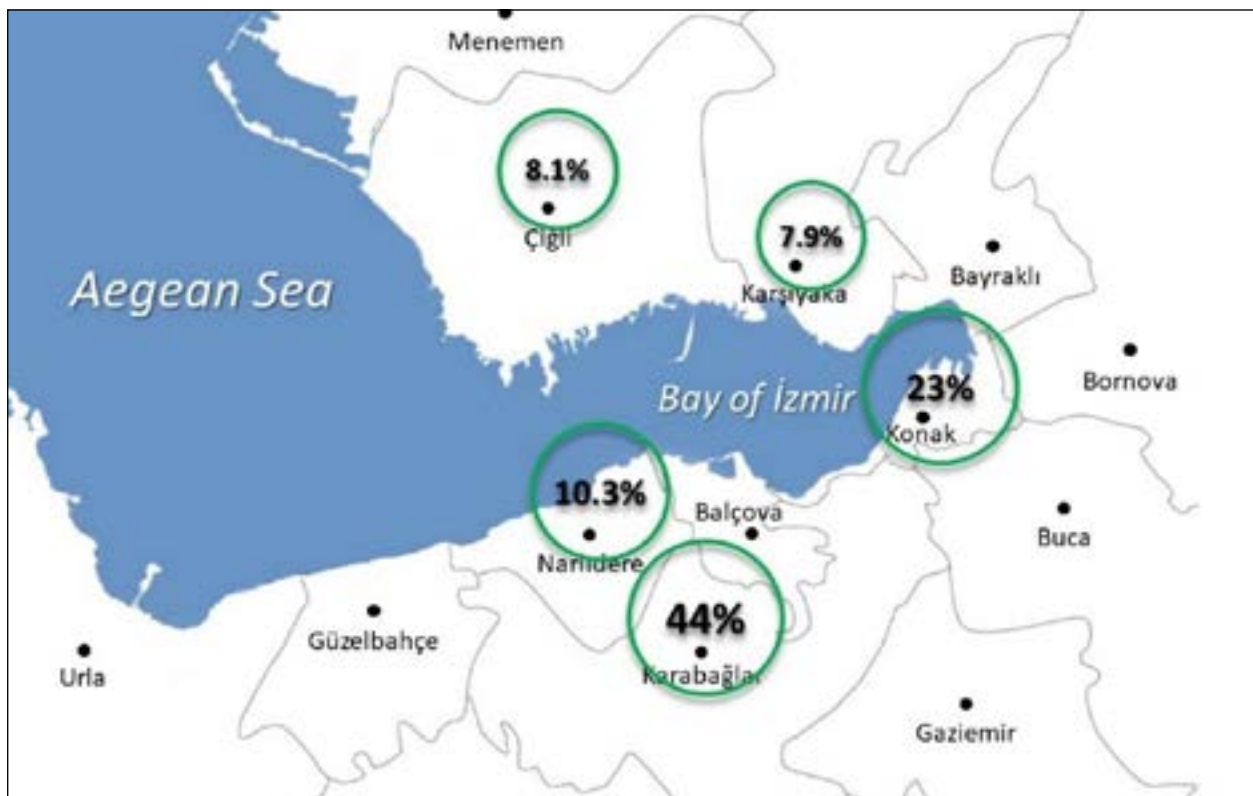 Menemen
8.1%
Çiğli
7.9%
Karşıyaka
Bayraklı
Aegean Sea
Bay of İzmir
23%
Konak
Bornova
10.3%
Narlıdere
Balçova
Buca
44%
Karabağlar
Güzelbahçe
Urla
Gaziemir